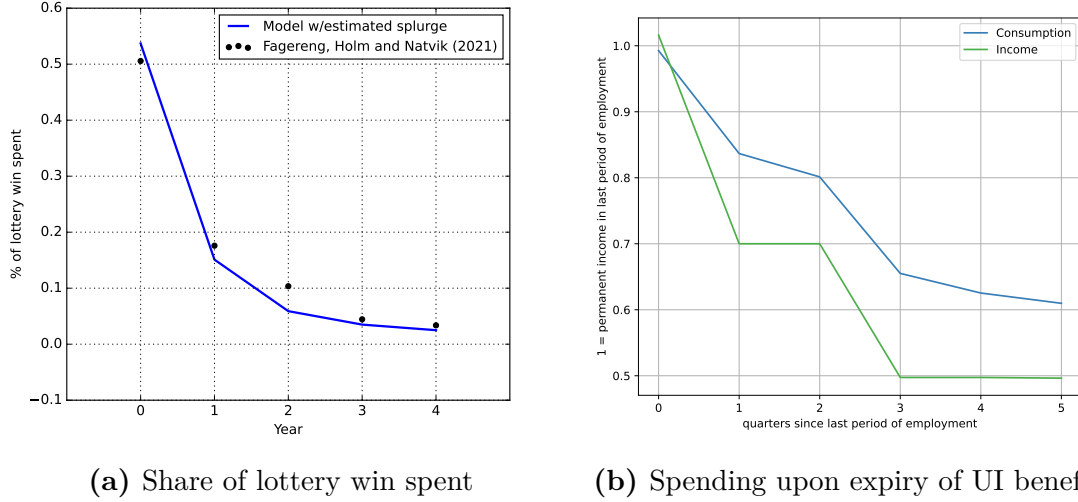 0.6
0.5
0.4
0.3
0.2
0.1
0.0
−0.1
% of lottery win spent
0 1 2 3 4
Year
Model w/estimated splurge
Fagereng, Holm and Natvik (2021)
(a) Share of lottery win spent
1.0
0.9
0.8
0.7
0.6
0.5
1 = permanent income in last period of employment
0 1 2 3 4 5
quarters since last period of employment
Consumption
Income
(b) Spending upon expiry of UI benef